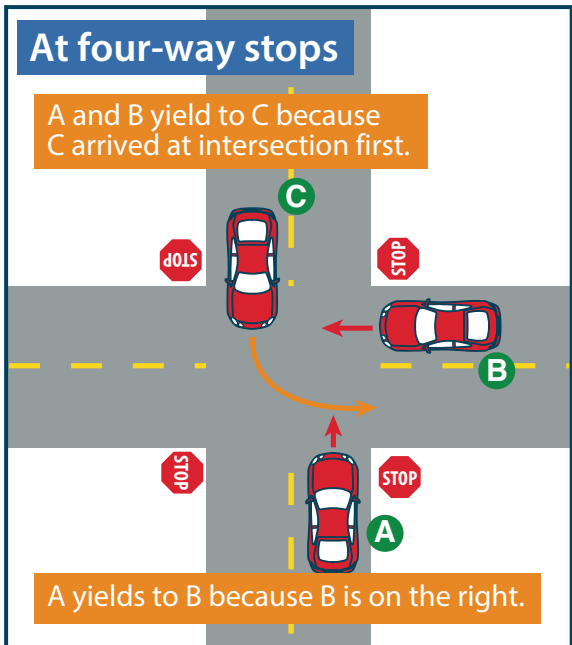 At four-way stops
A and B yield to C because
C arrived at intersection first.
C
STOP
STOP
B
STOP
STOP
A
A yields to B because B is on the right.